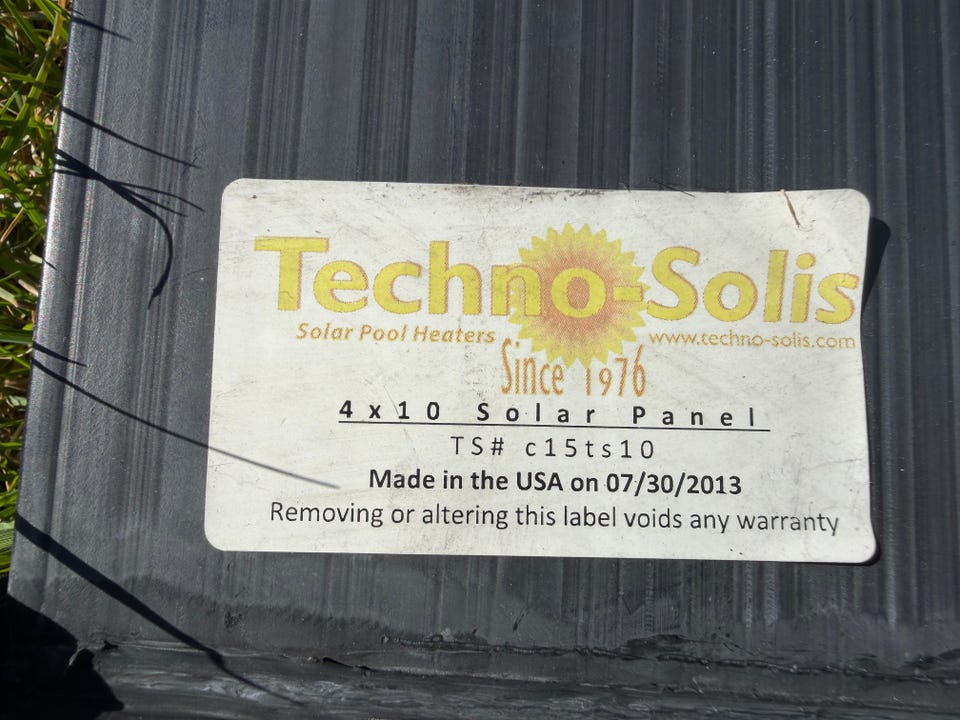 Techno-Solis
Solar Pool Heaters www.techno-solis.com
Since 1976
4x10 Solar Panel
TS# c15ts10
Made in the USA on 07/30/2013
Removing or altering this label voids any warranty